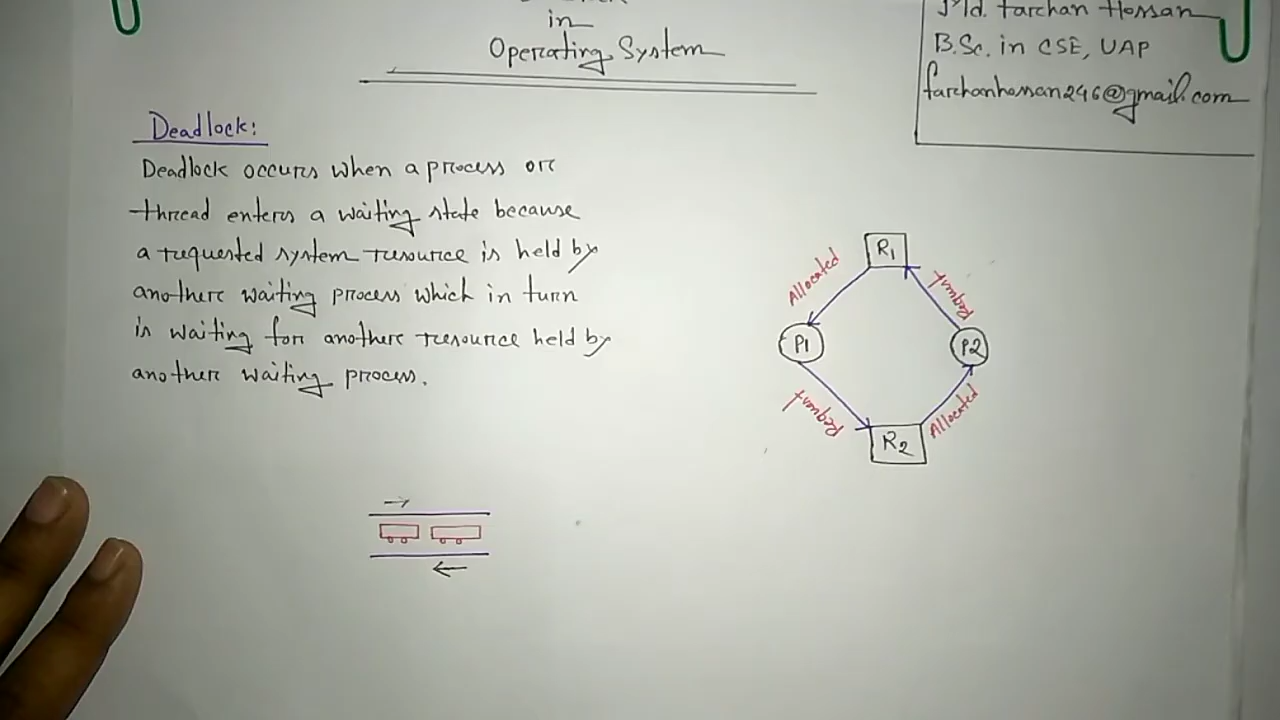 in
Operating System
Md. Farhan Hossan
B.Sc. in CSE, UAP
farhanhossan246@gmail.com
Deadlock:
Deadlock occurs when a process or
thread enters a waiting state because
a requested system resource is held by
another waiting process which in turn
is waiting for another resource held by
another waiting process.
R1
Allocated
Request
P1
P2
Request
Allocated
R2